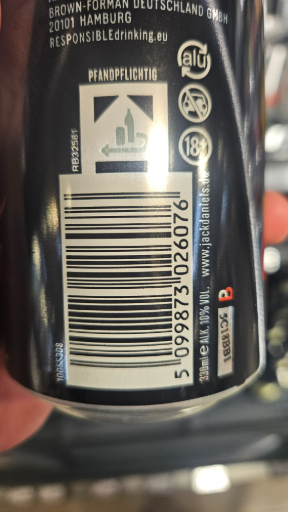 BROWN-FORMAN DEUTSCHLAND GMBH
20101 HAMBURG
RESPONSIBLEdrinking.eu
alu
PFANDPFLICHTIG
18+
RB32581
5 099873 026076
330ml e ALK. 10% VOL.
www.jackdaniels.de
B